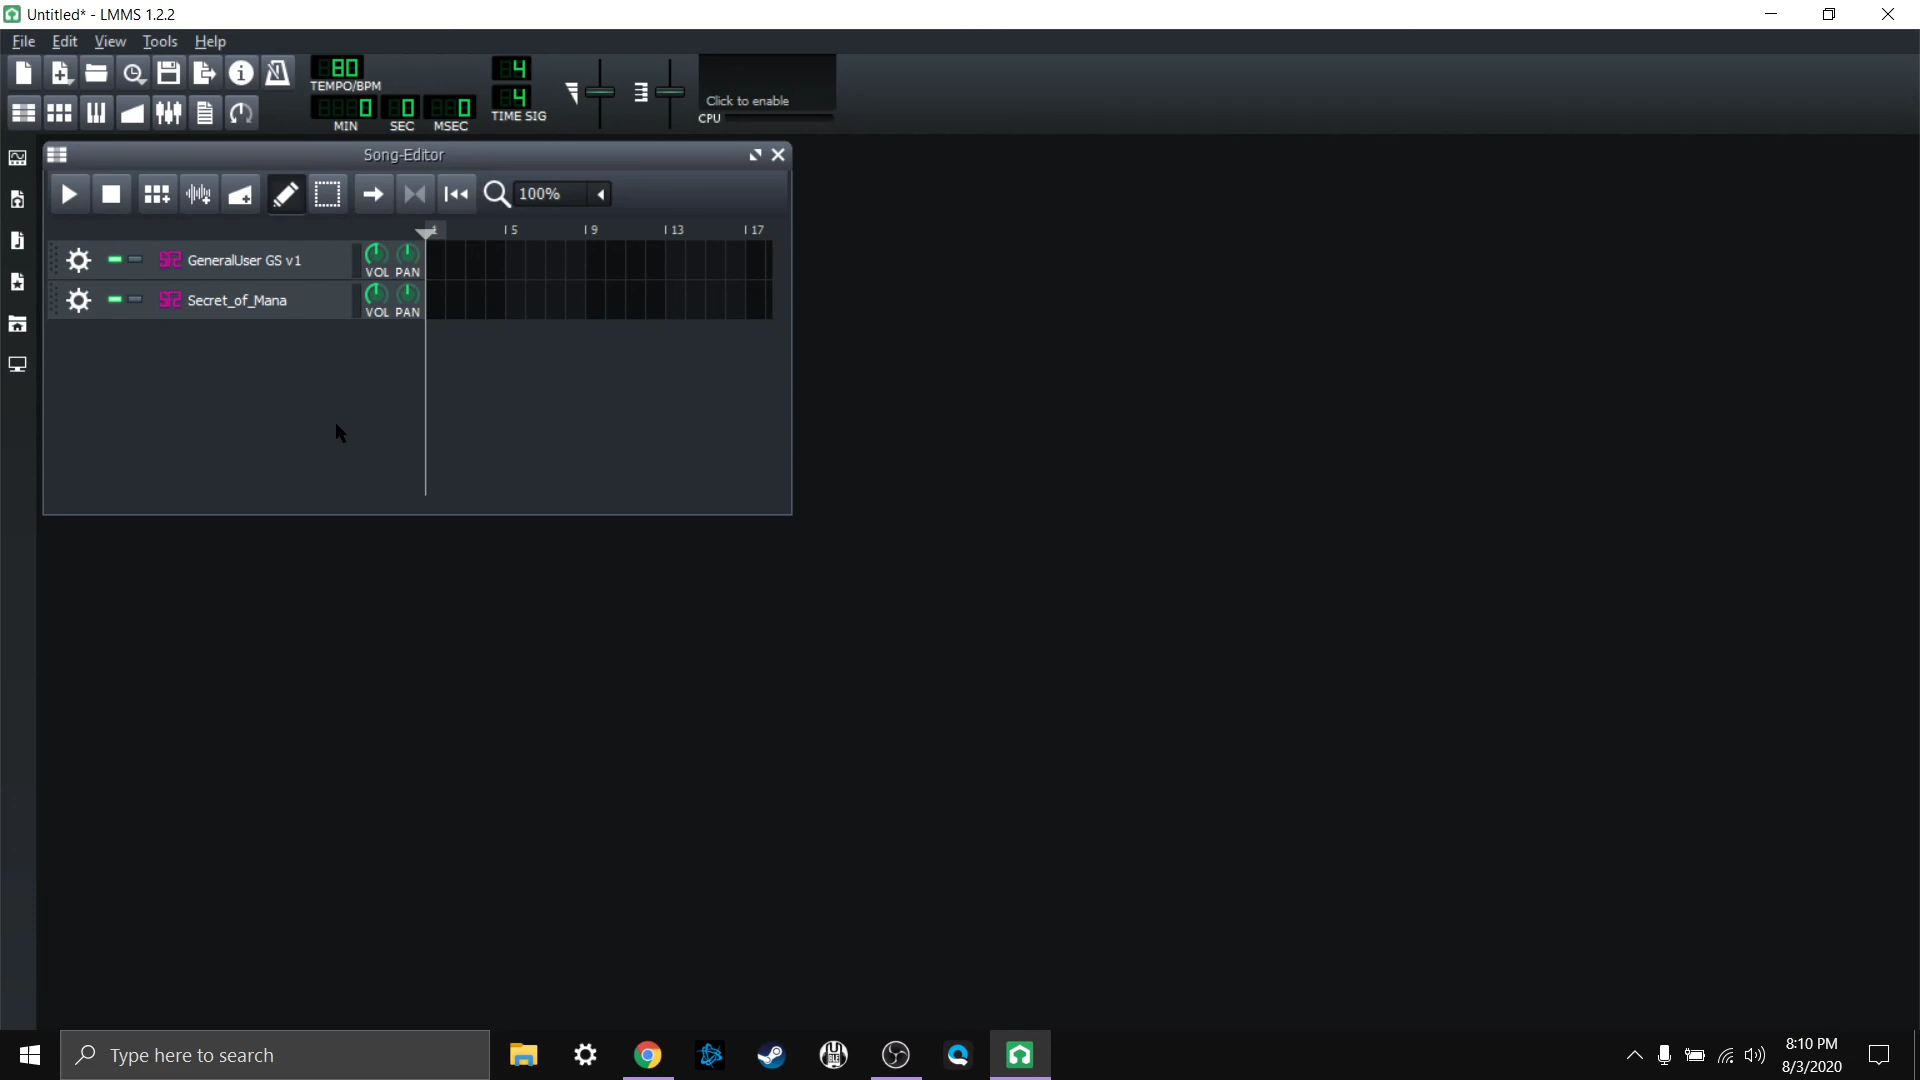 Untitled* - LMMS 1.2.2
File Edit View Tools Help
80
TEMPO/BPM
0 0 0
MIN SEC MSEC
4
4
TIME SIG
Click to enable
CPU
Song-Editor
100%
1 5 9 13 17
GeneralUser GS v1 VOL PAN
Secret_of_Mana VOL PAN
Type here to search
8:10 PM
8/3/2020